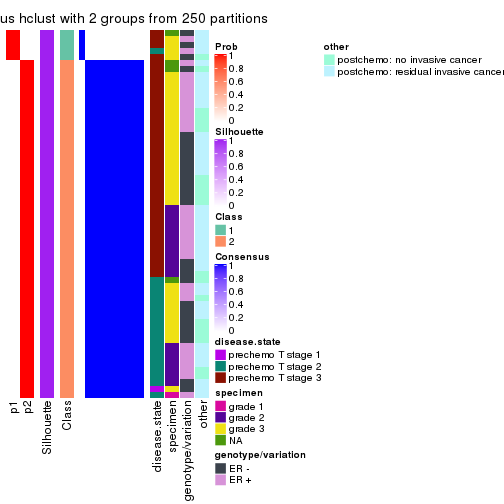 us hclust with 2 groups from 250 partitions
p1
p2
Silhouette
Class
disease.state
specimen
genotype/variation
other
Prob
1
0.8
0.6
0.4
0.2
0
Silhouette
1
0.8
0.6
0.4
0.2
0
Class
1
2
Consensus
1
0.8
0.6
0.4
0.2
0
disease.state
prechemo T stage 1
prechemo T stage 2
prechemo T stage 3
specimen
grade 1
grade 2
grade 3
NA
genotype/variation
ER -
ER +
other
postchemo: no invasive cancer
postchemo: residual invasive cancer